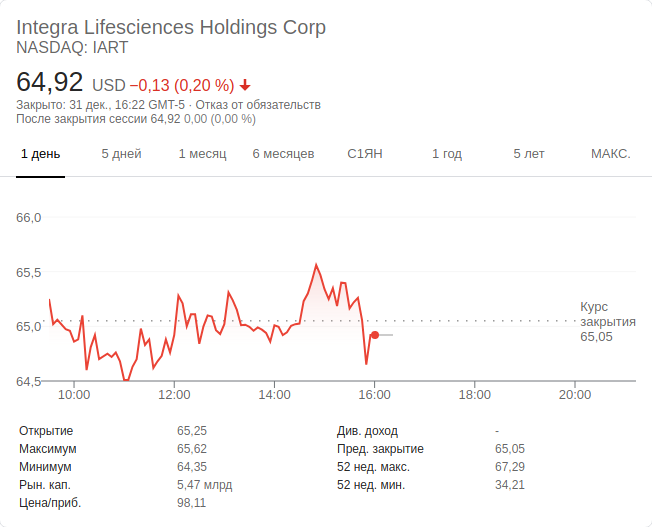 Integra Lifesciences Holdings Corp
NASDAQ: IART
64,92 USD −0,13 (0,20 %)
Закрыто: 31 дек., 16:22 GMT-5 · Отказ от обязательств
После закрытия сессии 64,92 0,00 (0,00 %)
1 день 5 дней 1 месяц 6 месяцев С1ЯН 1 год 5 лет МАКС.
66,0
65,5
Курс
65,0 закрытия
65,05
64,5
10:00 12:00 14:00 16:00 18:00 20:00
Открытие 65,25 Див. доход -
Максимум 65,62 Пред. закрытие 65,05
Минимум 64,35 52 нед. макс. 67,29
Рын. кап. 5,47 млрд 52 нед. мин. 34,21
Цена/приб. 98,11